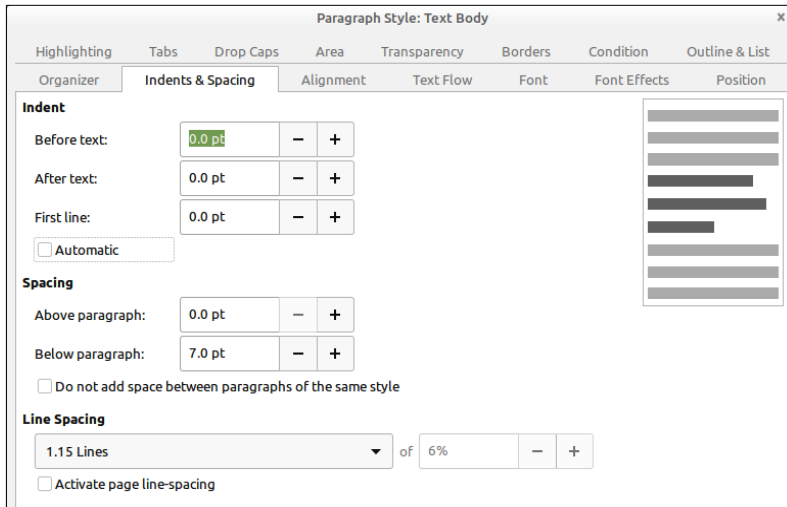 Paragraph Style: Text Body x
Highlighting Tabs Drop Caps Area Transparency Borders Condition Outline & List
Organizer Indents & Spacing Alignment Text Flow Font Font Effects Position
Indent
Before text: 0.0 pt − +
After text: 0.0 pt − +
First line: 0.0 pt − +
Automatic
Spacing
Above paragraph: 0.0 pt − +
Below paragraph: 7.0 pt − +
Do not add space between paragraphs of the same style
Line Spacing
1.15 Lines of 6% − +
Activate page line-spacing